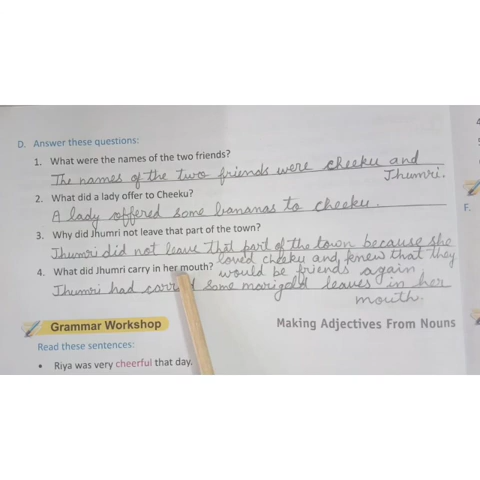 D. Answer these questions:
1. What were the names of the two friends?
The names of the two friends were cheeku and Jhumri.
2. What did a lady offer to Cheeku?
A lady offered some bananas to cheeku.
3. Why did Jhumri not leave that part of the town?
Jhumri did not leave that part of the town because she
loved cheeku and knew that they
4. What did Jhumri carry in her mouth? would be friends again
Jhumri had some marigold leaves in her
mouth.
F.
Grammar Workshop
Making Adjectives From Nouns
Read these sentences:
• Riya was very cheerful that day.